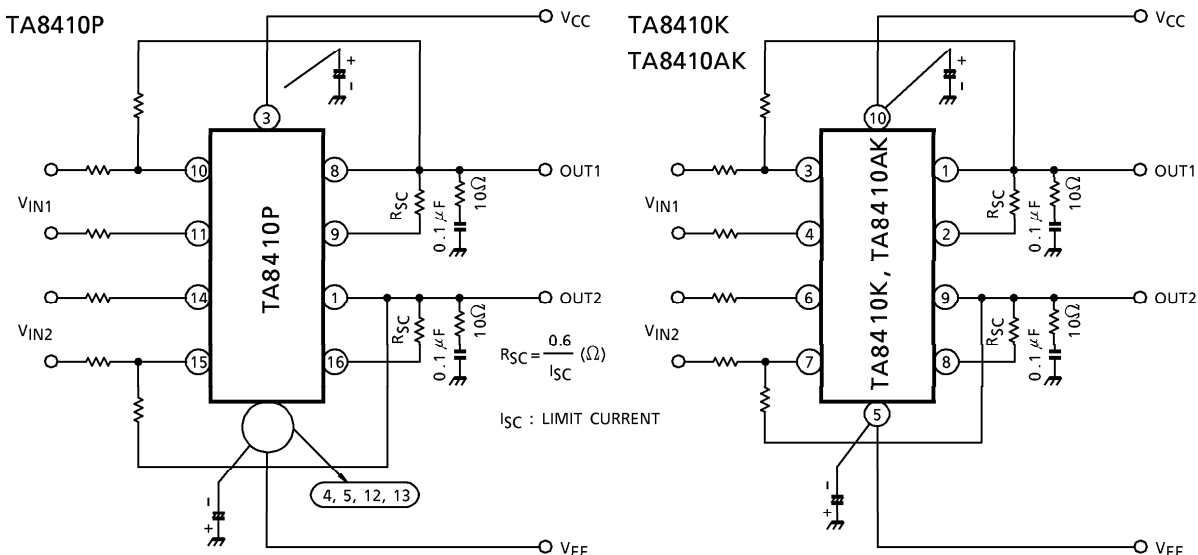 TA8410P
VCC
+
-
3
10
8
OUT1
VIN1
RSC
0.1 μF
10Ω
11
9
TA8410P
14
1
OUT2
VIN2
RSC
0.1 μF
10Ω
15
16
RSC = 0.6 / ISC (Ω)
ISC : LIMIT CURRENT
4, 5, 12, 13
-
+
VEE
TA8410K
TA8410AK
VCC
+
-
10
3
1
OUT1
VIN1
RSC
0.1 μF
10Ω
4
2
TA8410K, TA8410AK
6
9
OUT2
VIN2
RSC
0.1 μF
10Ω
7
8
5
-
+
VEE